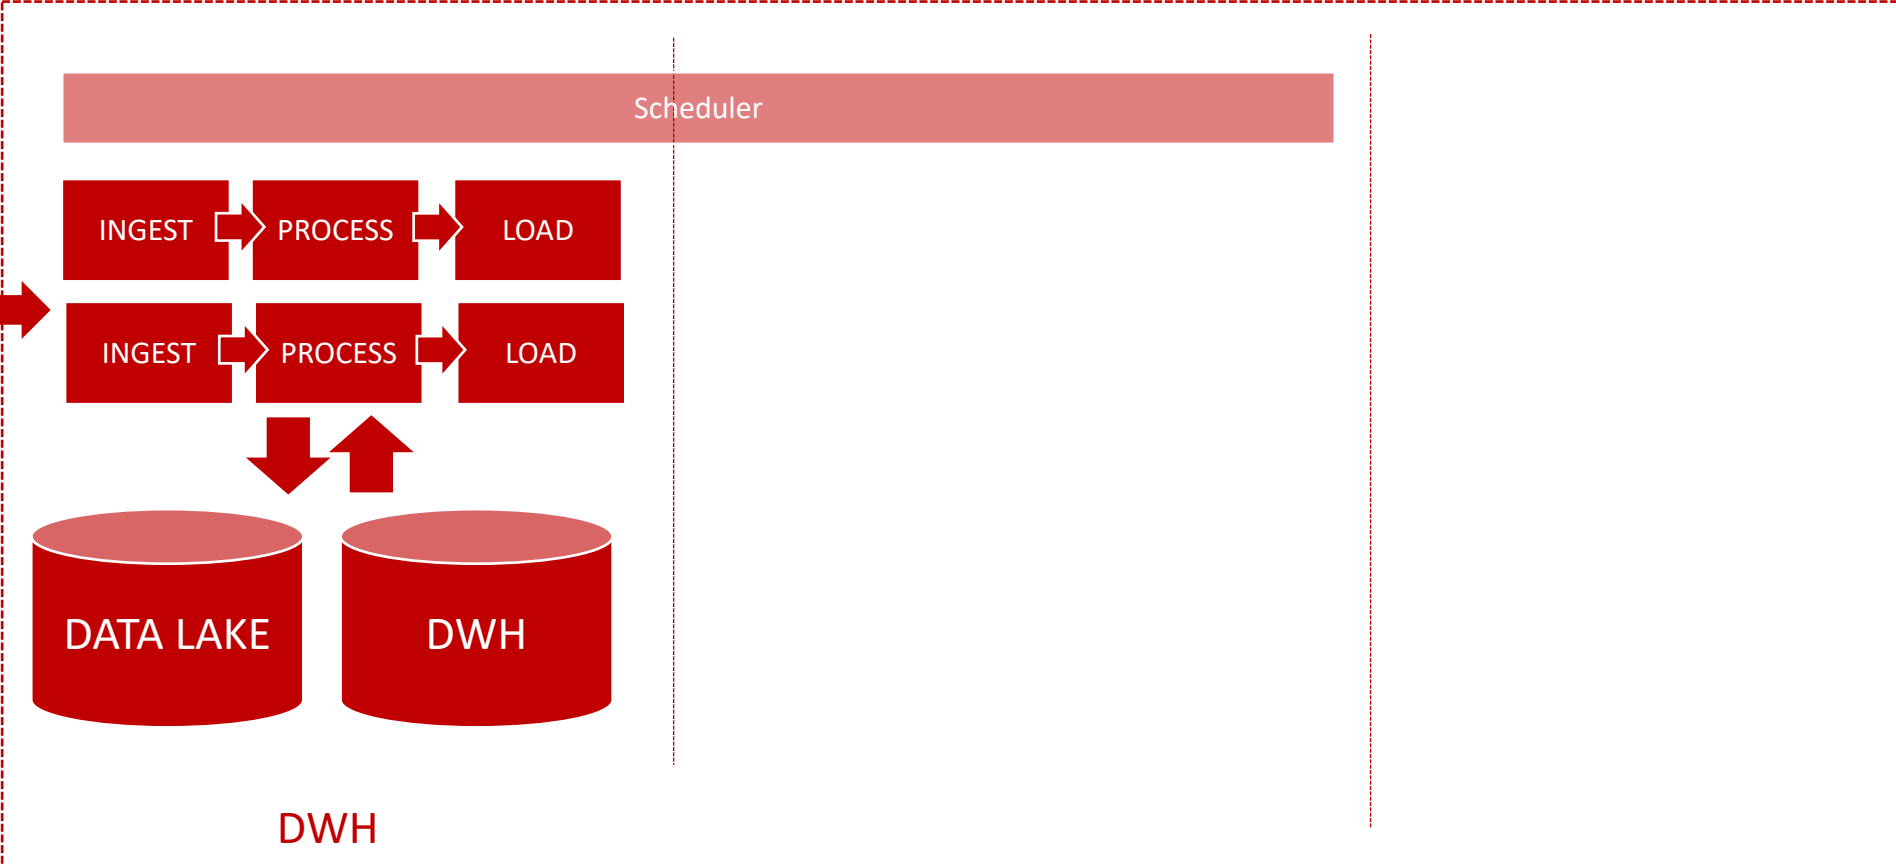 Scheduler
INGEST PROCESS LOAD
INGEST PROCESS LOAD
DATA LAKE DWH
DWH